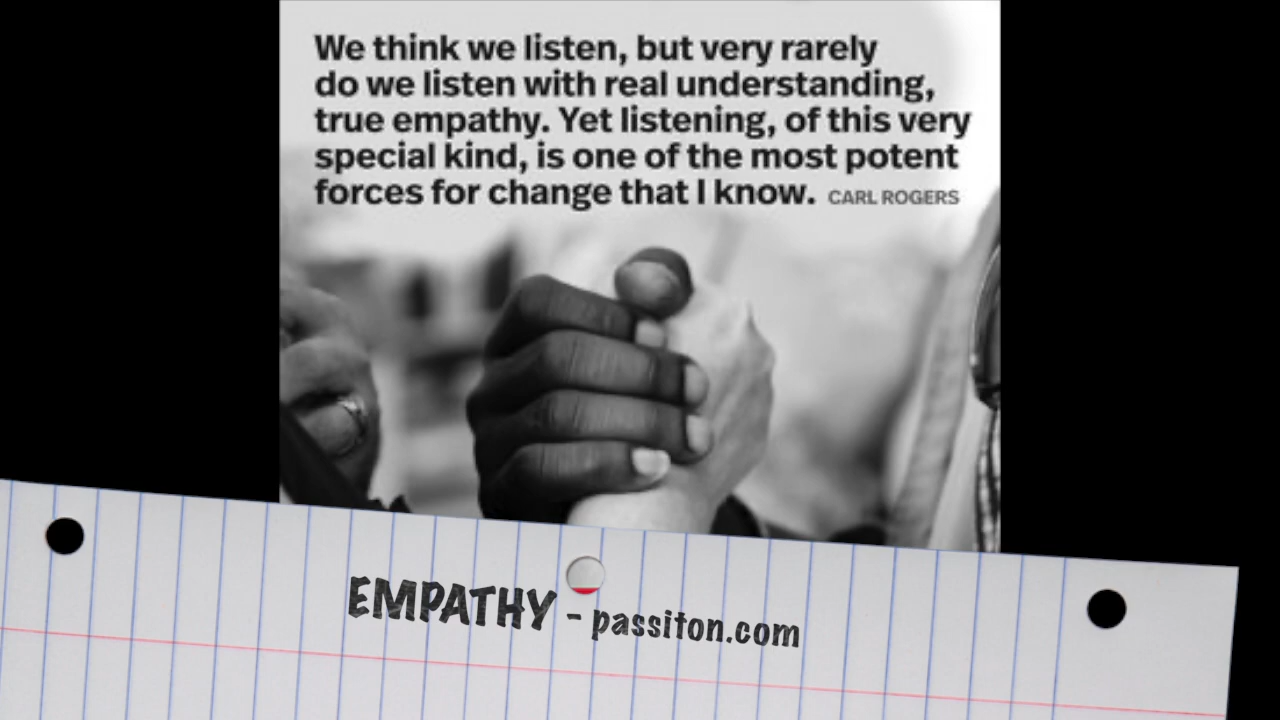 We think we listen, but very rarely
do we listen with real understanding,
true empathy. Yet listening, of this very
special kind, is one of the most potent
forces for change that I know. CARL ROGERS
EMPATHY - passiton.com